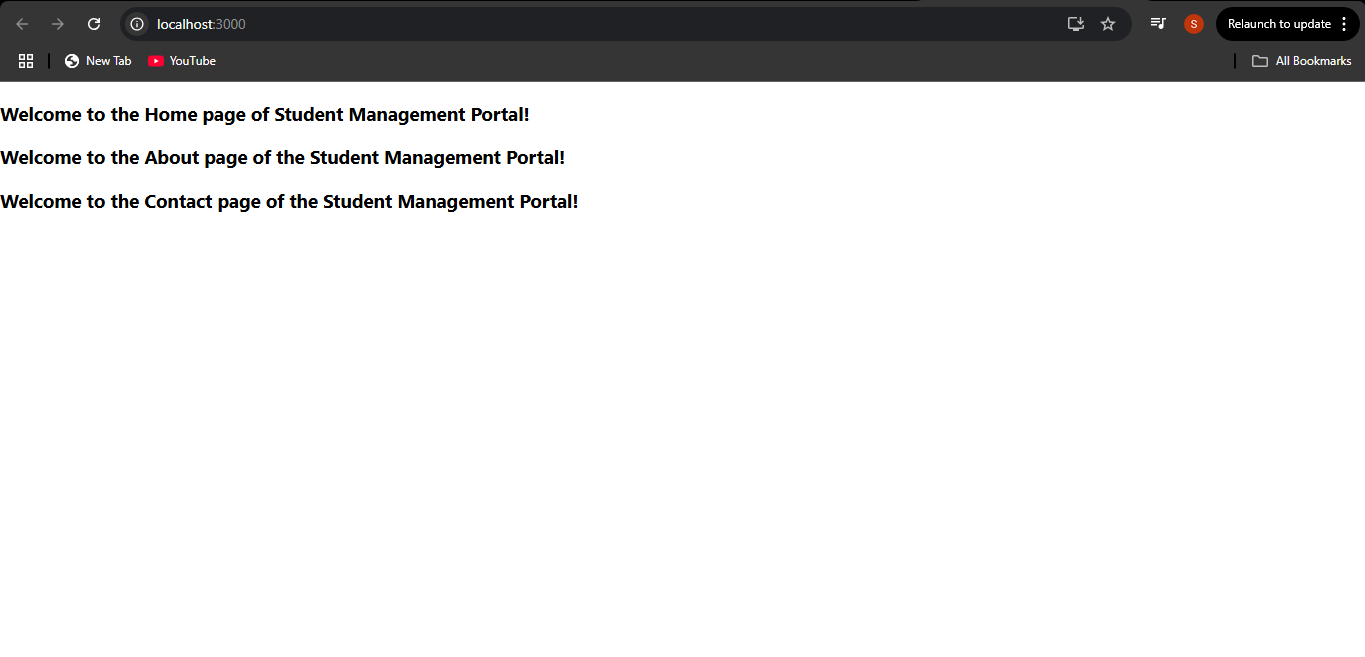 localhost:3000
S
Relaunch to update
New Tab
YouTube
All Bookmarks
Welcome to the Home page of Student Management Portal!
Welcome to the About page of the Student Management Portal!
Welcome to the Contact page of the Student Management Portal!